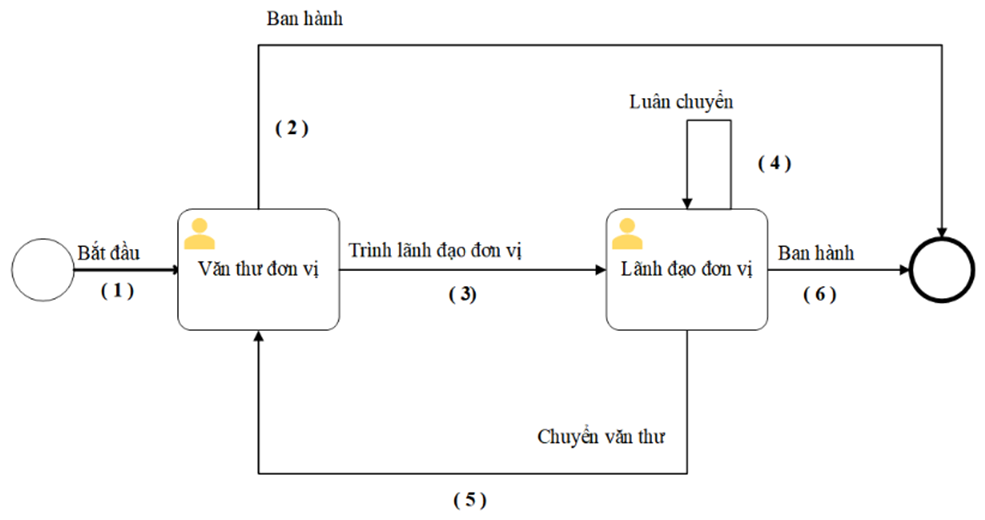 Ban hành
Luân chuyển
( 2 )
( 4 )
Bắt đầu
Văn thư đơn vị
Trình lãnh đạo đơn vị
Lãnh đạo đơn vị
Ban hành
( 1 )
( 3)
( 6 )
Chuyển văn thư
( 5 )